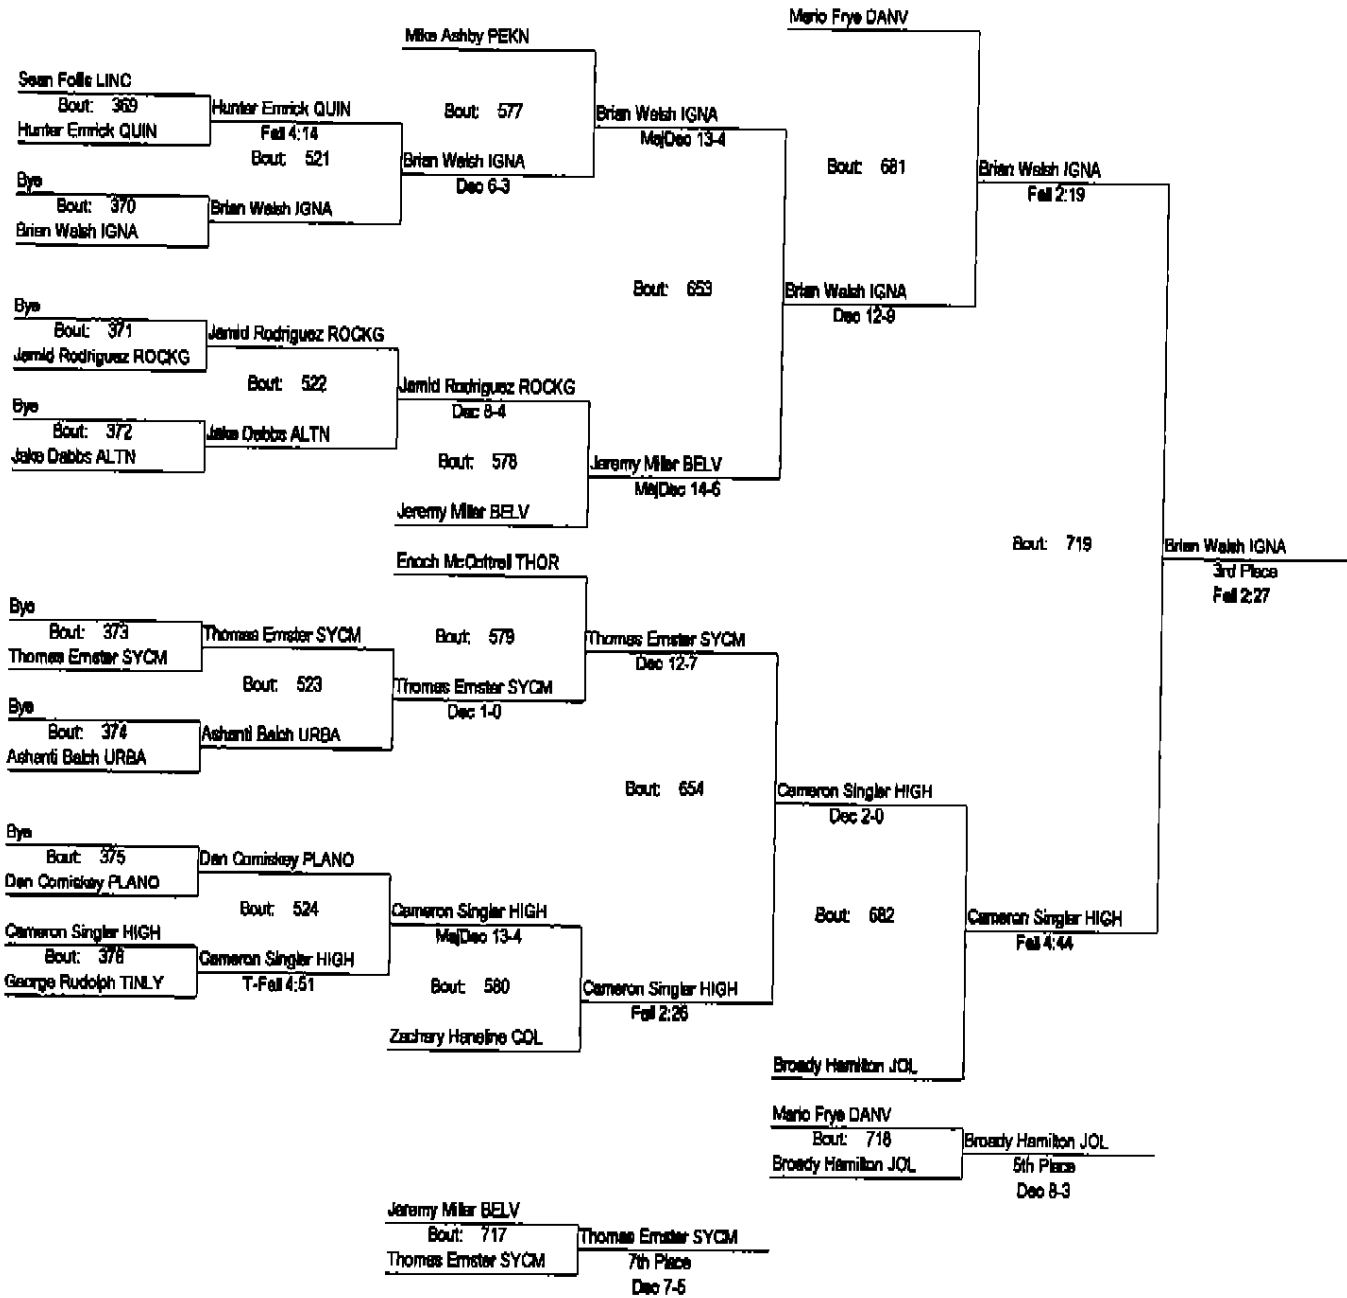 Mario Frye DANV
Mike Ashby PEKN
Sean Folis LINC
Bout: 369
Hunter Emrick QUIN
Hunter Emrick QUIN
Fall 4:14
Bout: 577
Brian Walsh IGNA
MajDec 13-4
Bout: 521
Brian Walsh IGNA
Dec 6-3
Bout: 681
Brian Walsh IGNA
Fall 2:19
Bye
Bout: 370
Brian Walsh IGNA
Brian Walsh IGNA
Bout: 653
Brian Walsh IGNA
Dec 12-9
Bye
Bout: 371
Jamid Rodriguez ROCKG
Jamid Rodriguez ROCKG
Bout: 522
Jamid Rodriguez ROCKG
Dec 8-4
Bye
Bout: 372
Jake Dabbs ALTN
Jake Dabbs ALTN
Bout: 578
Jeremy Miller BELV
MajDec 14-6
Jeremy Miller BELV
Bout: 719
Brian Walsh IGNA
3rd Place
Fall 2:27
Enoch McCottrell THOR
Bye
Bout: 373
Thomas Ernster SYCM
Thomas Ernster SYCM
Bout: 579
Thomas Ernster SYCM
Dec 12-7
Bout: 523
Thomas Ernster SYCM
Dec 1-0
Bye
Bout: 374
Ashanti Balch URBA
Ashanti Balch URBA
Bout: 654
Cameron Singler HIGH
Dec 2-0
Bye
Bout: 375
Dan Comiskey PLANO
Dan Comiskey PLANO
Bout: 524
Cameron Singler HIGH
MajDec 13-4
Bout: 682
Cameron Singler HIGH
Fall 4:44
Cameron Singler HIGH
Bout: 376
George Rudolph TINLY
Cameron Singler HIGH
T-Fall 4:51
Bout: 580
Cameron Singler HIGH
Fall 2:26
Zachary Haneline COL
Broady Hamilton JOL
Mario Frye DANV
Bout: 718
Broady Hamilton JOL
Broady Hamilton JOL
5th Place
Dec 8-3
Jeremy Miller BELV
Bout: 717
Thomas Ernster SYCM
Thomas Ernster SYCM
7th Place
Dec 7-5